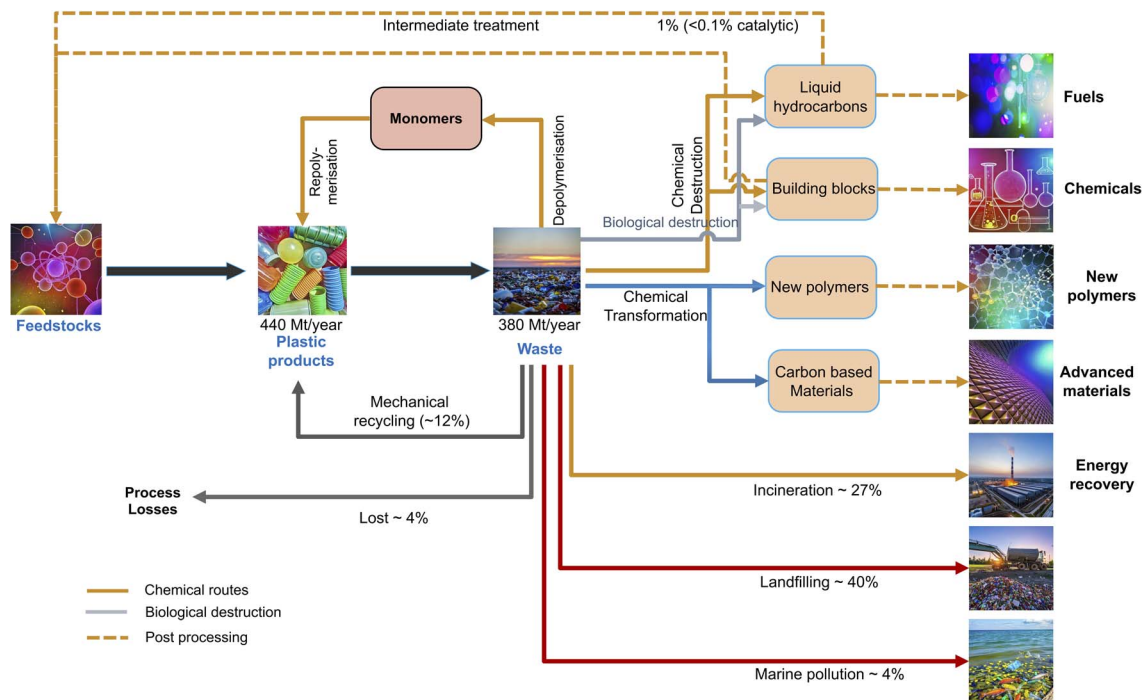 Intermediate treatment
1% (<0.1% catalytic)
Liquid
hydrocarbons
Fuels
Monomers
Repoly-
merisation
Depolymerisation
Chemical
Destruction
Building blocks
Chemicals
Biological destruction
Feedstocks
440 Mt/year
Plastic
products
380 Mt/year
Waste
Chemical
Transformation
New polymers
New
polymers
Carbon based
Materials
Advanced
materials
Mechanical
recycling (~12%)
Process
Losses
Lost ~ 4%
Incineration ~ 27%
Energy
recovery
Landfilling ~ 40%
Marine pollution ~ 4%
Chemical routes
Biological destruction
Post processing